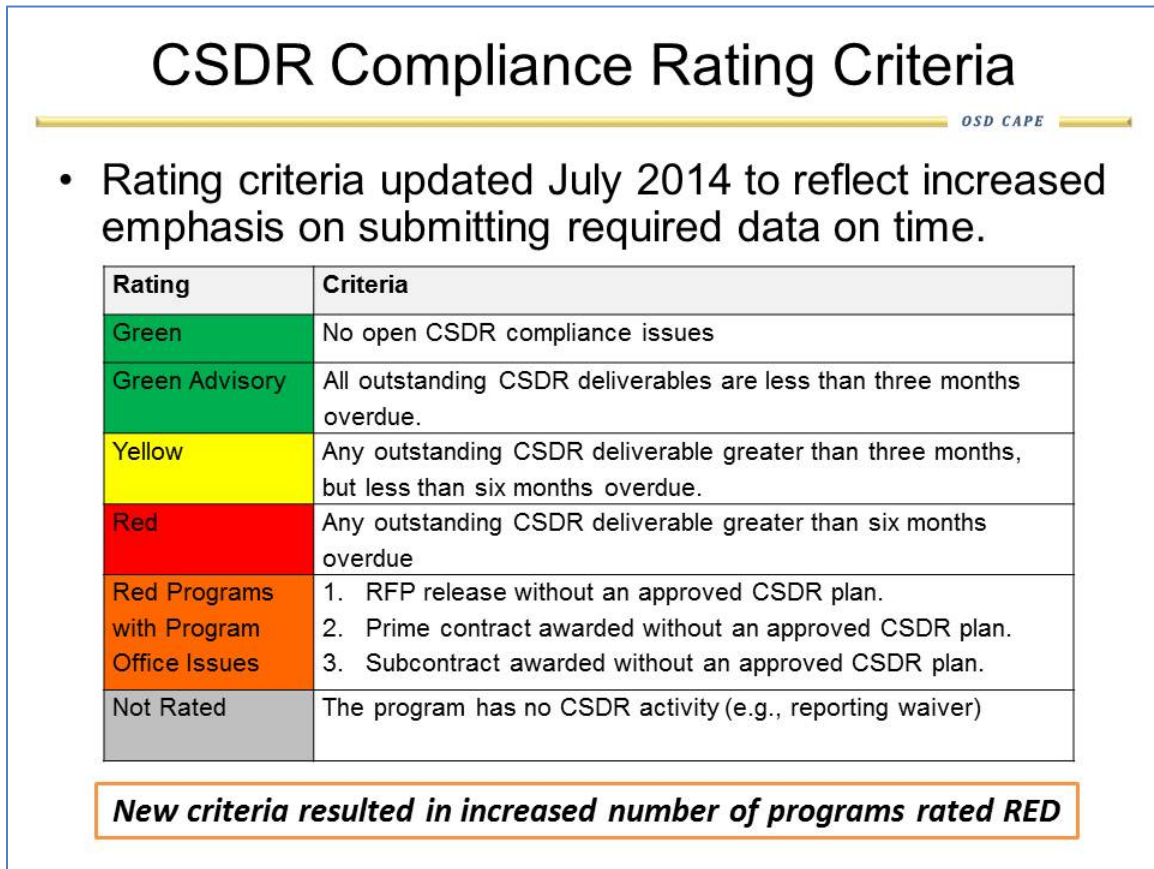 CSDR Compliance Rating Criteria
OSD CAPE
• Rating criteria updated July 2014 to reflect increased
emphasis on submitting required data on time.
Rating
Criteria
Green
No open CSDR compliance issues
Green Advisory
All outstanding CSDR deliverables are less than three months
overdue.
Yellow
Any outstanding CSDR deliverable greater than three months,
but less than six months overdue.
Red
Any outstanding CSDR deliverable greater than six months
overdue
Red Programs
with Program
Office Issues
1. RFP release without an approved CSDR plan.
2. Prime contract awarded without an approved CSDR plan.
3. Subcontract awarded without an approved CSDR plan.
Not Rated
The program has no CSDR activity (e.g., reporting waiver)
New criteria resulted in increased number of programs rated RED